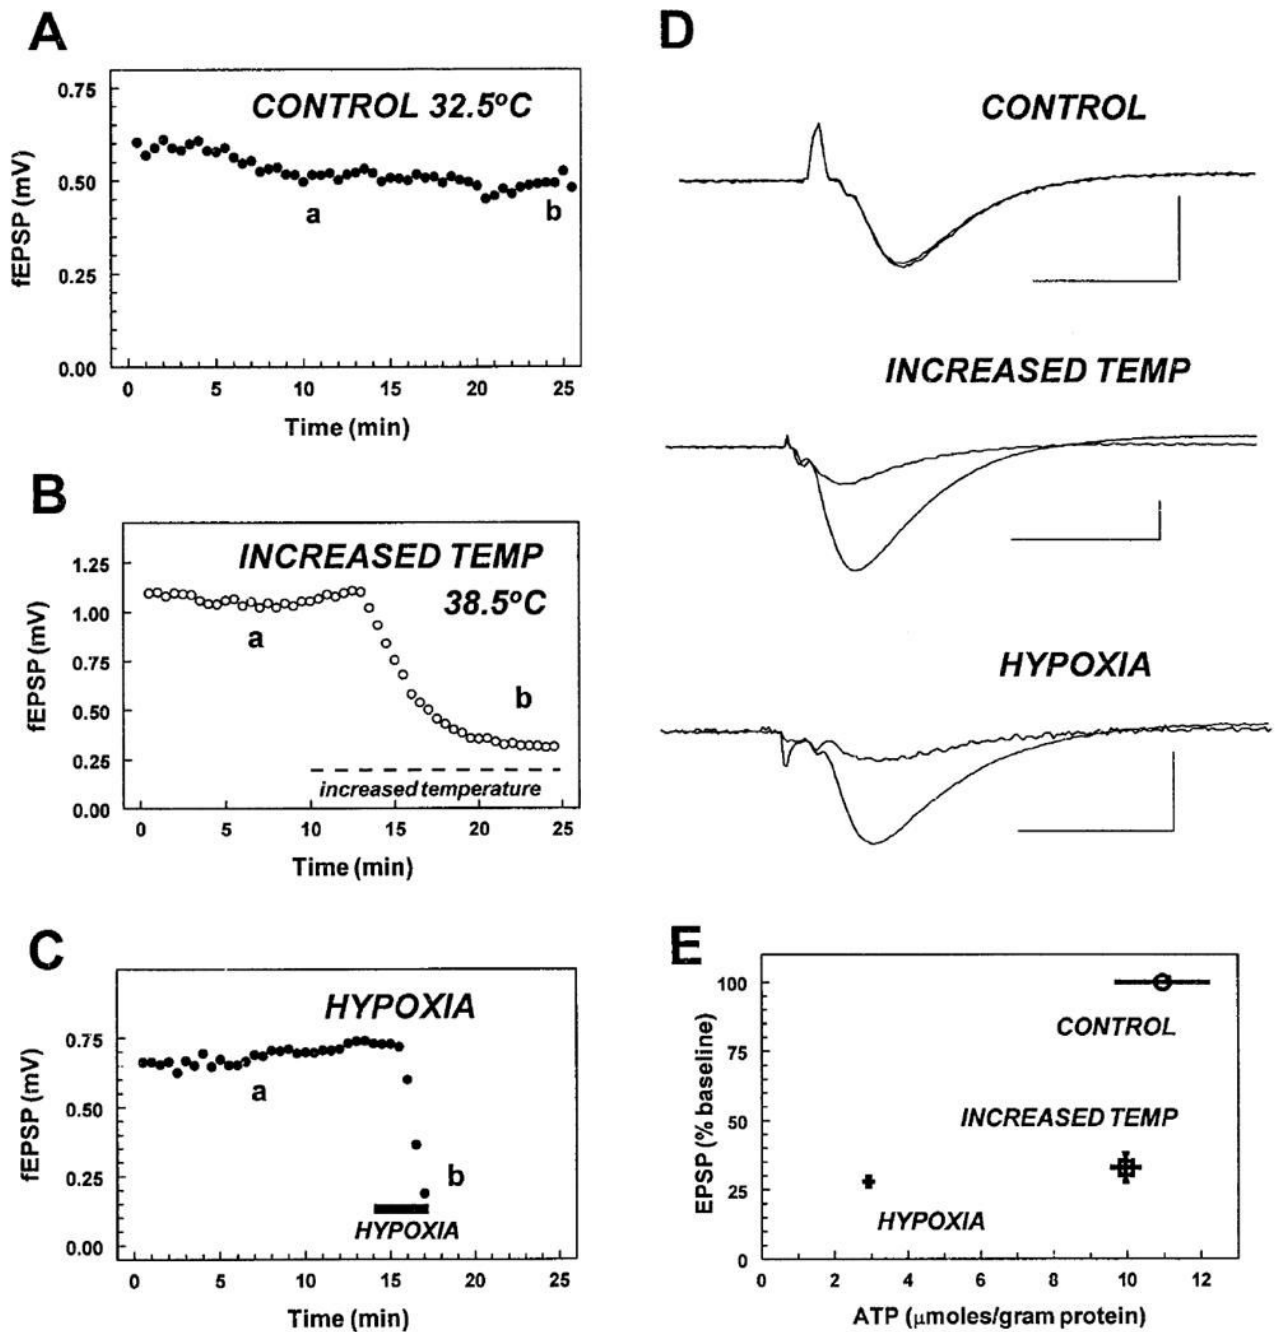 A
CONTROL 32.5°C
0.75
0.50
0.25
0.00
fEPSP (mV)
a
b
0 5 10 15 20 25
Time (min)
B
INCREASED TEMP
38.5°C
1.25
1.00
0.75
0.50
0.25
0.00
fEPSP (mV)
a
b
increased temperature
0 5 10 15 20 25
Time (min)
C
HYPOXIA
0.75
0.50
0.25
0.00
fEPSP (mV)
a
b
HYPOXIA
0 5 10 15 20 25
Time (min)
D
CONTROL
INCREASED TEMP
HYPOXIA
E
100
75
50
25
0
EPSP (% baseline)
CONTROL
INCREASED TEMP
HYPOXIA
0 2 4 6 8 10 12
ATP (μmoles/gram protein)